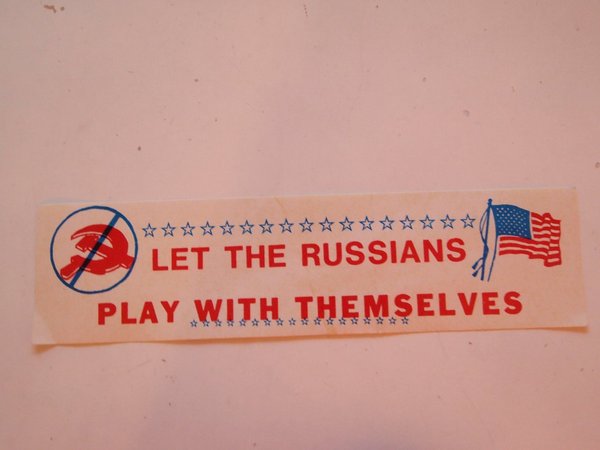 LET THE RUSSIANS
PLAY WITH THEMSELVES